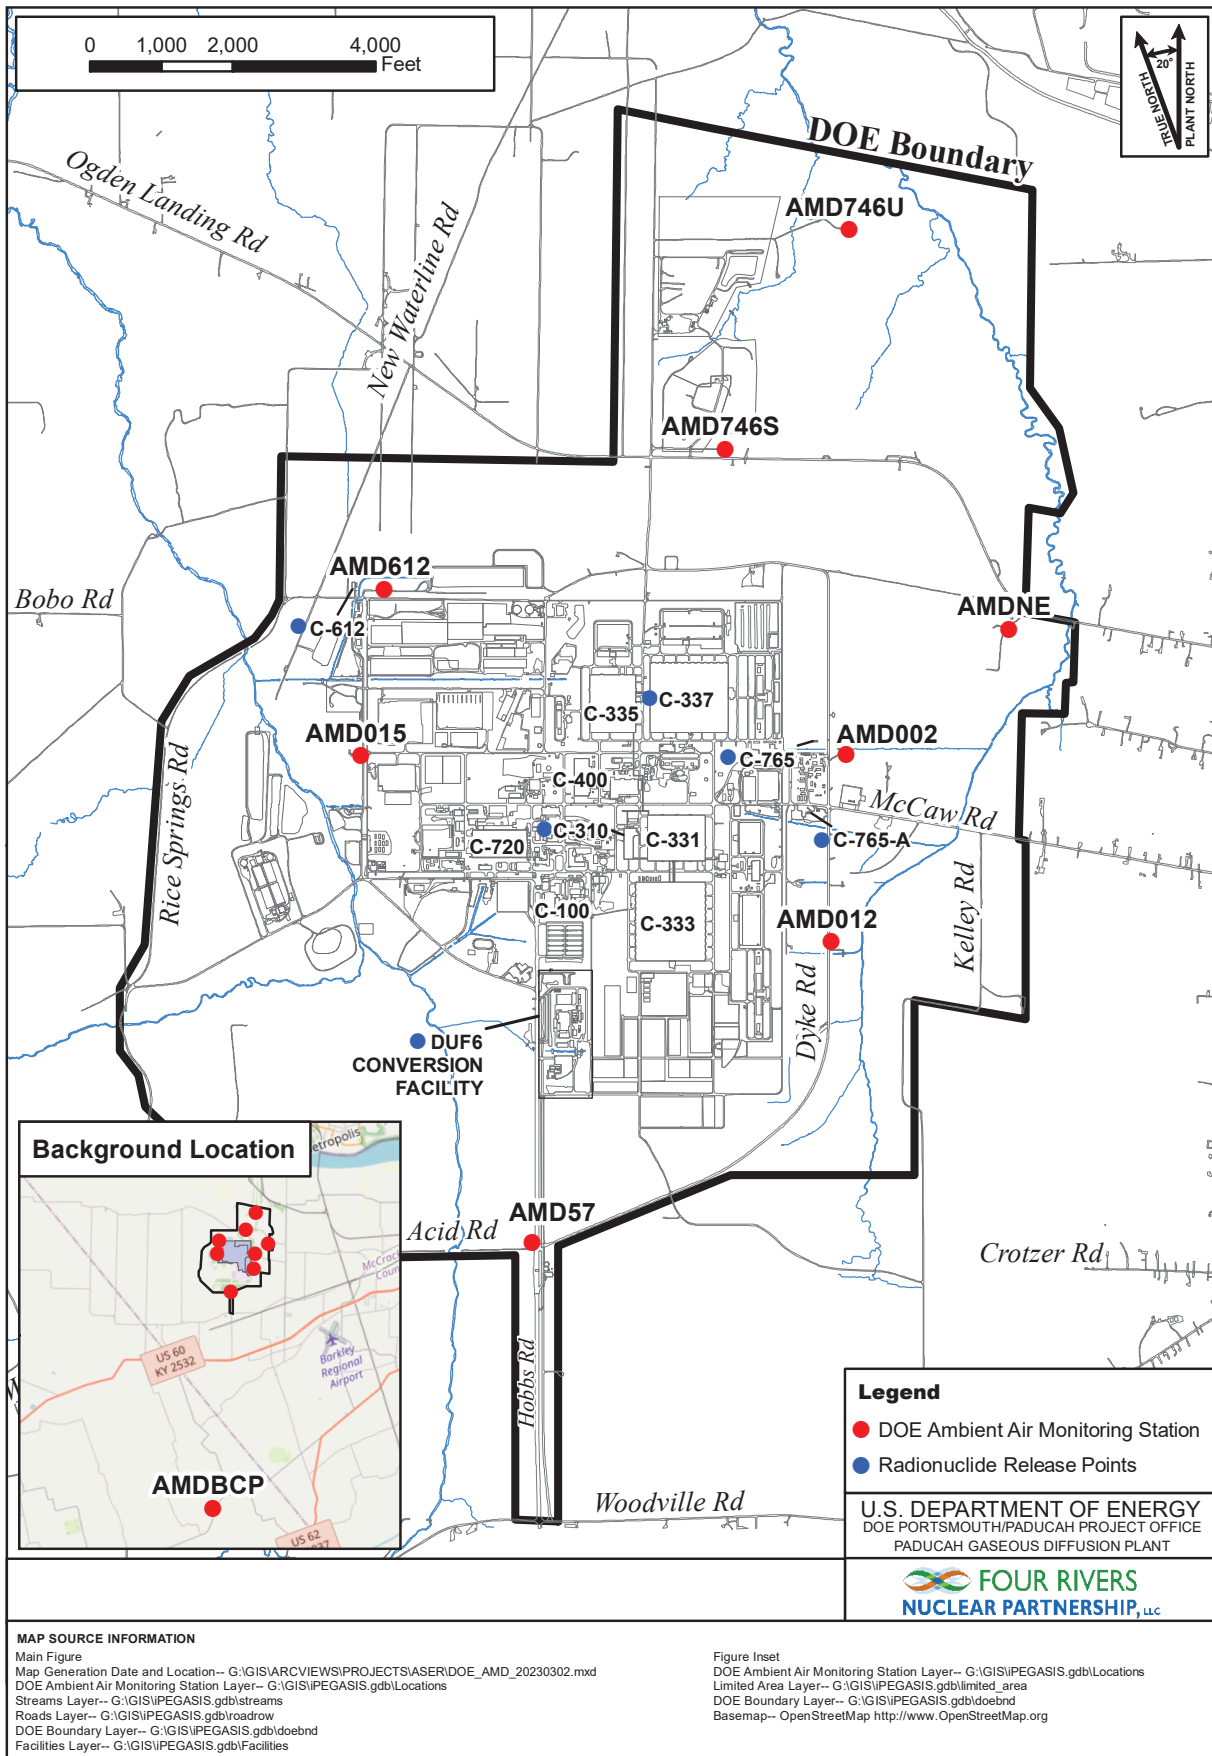 0 1,000 2,000 4,000
Feet
TRUE NORTH
20°
PLANT NORTH
DOE Boundary
Ogden Landing Rd
New Waterline Rd
AMD746U
AMD746S
AMD612
Bobo Rd
C-612
AMDNE
C-335
C-337
AMD015
AMD002
C-765
C-400
Rice Springs Rd
McCaw Rd
C-310
C-720
C-331
C-765-A
C-100
C-333
AMD012
Kelley Rd
Dyke Rd
DUF6
CONVERSION
FACILITY
Background Location
etropolis
McCrac
Coun
US 60
KY 2532
Barkley
Regional
Airport
AMDBCP
US 62
AMD57
Acid Rd
Crotzer Rd
Hobbs Rd
Woodville Rd
Legend
DOE Ambient Air Monitoring Station
Radionuclide Release Points
U.S. DEPARTMENT OF ENERGY
DOE PORTSMOUTH/PADUCAH PROJECT OFFICE
PADUCAH GASEOUS DIFFUSION PLANT
FOUR RIVERS
NUCLEAR PARTNERSHIP, LLC
MAP SOURCE INFORMATION
Main Figure
Map Generation Date and Location-- G:\GIS\ARCVIEWS\PROJECTS\ASER\DOE_AMD_20230302.mxd
DOE Ambient Air Monitoring Station Layer-- G:\GIS\iPEGASIS.gdb\Locations
Streams Layer-- G:\GIS\iPEGASIS.gdb\streams
Roads Layer-- G:\GIS\iPEGASIS.gdb\roadrow
DOE Boundary Layer-- G:\GIS\iPEGASIS.gdb\doebnd
Facilities Layer-- G:\GIS\iPEGASIS.gdb\Facilities
Figure Inset
DOE Ambient Air Monitoring Station Layer-- G:\GIS\iPEGASIS.gdb\Locations
Limited Area Layer-- G:\GIS\iPEGASIS.gdb\limited_area
DOE Boundary Layer-- G:\GIS\iPEGASIS.gdb\doebnd
Basemap-- OpenStreetMap http://www.OpenStreetMap.org